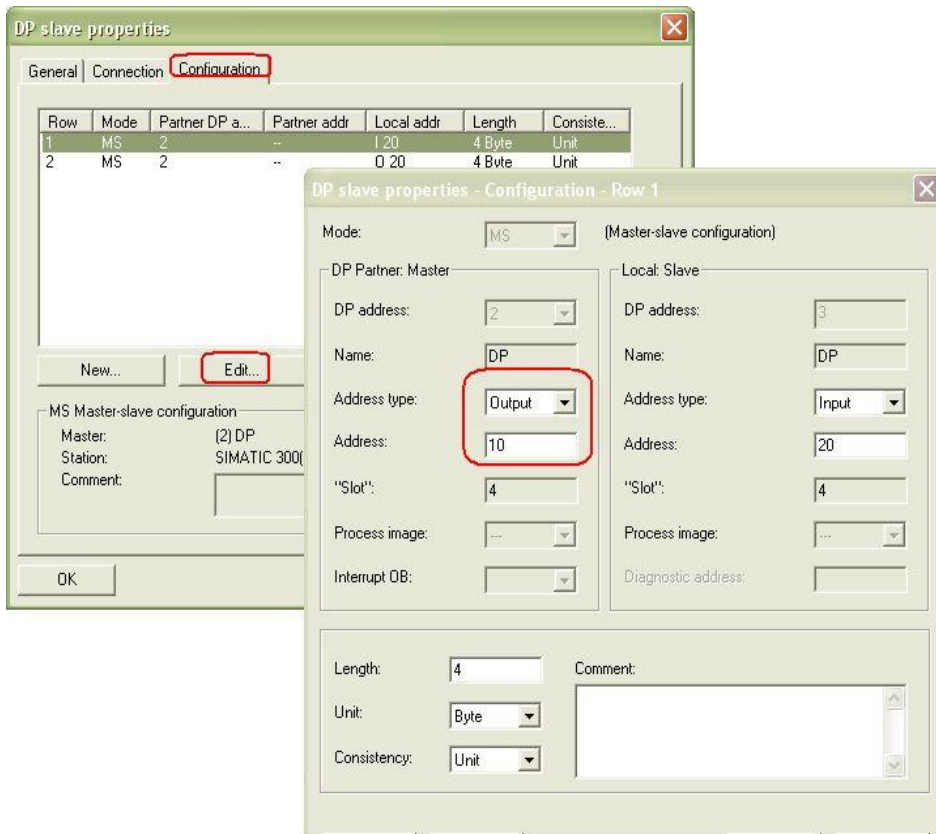 DP slave properties
General Connection Configuration
Row Mode Partner DP a... Partner addr Local addr Length Consiste...
1 MS 2 -- I 20 4 Byte Unit
2 MS 2 -- O 20 4 Byte Unit
New... Edit...
MS Master-slave configuration
Master: (2) DP
Station: SIMATIC 300(
Comment:
OK
DP slave properties - Configuration - Row 1
Mode: MS (Master-slave configuration)
DP Partner: Master
DP address: 2
Name: DP
Address type: Output
Address: 10
"Slot": 4
Process image: ---
Interrupt OB:
Local: Slave
DP address: 3
Name: DP
Address type: Input
Address: 20
"Slot": 4
Process image: ---
Diagnostic address:
Length: 4
Unit: Byte
Consistency: Unit
Comment: